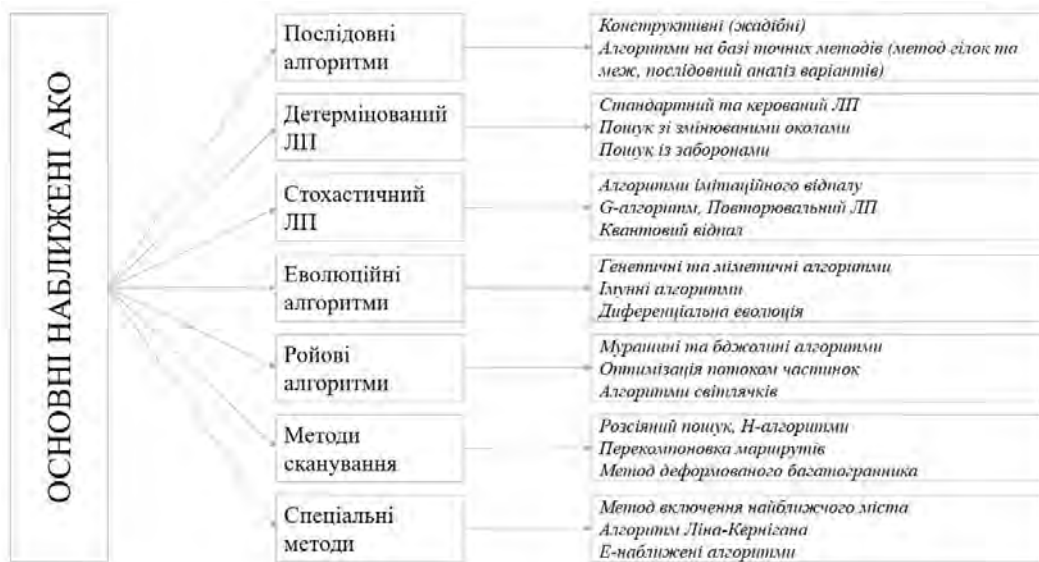 ОСНОВНІ НАБЛИЖЕНІ АКО
Послідовні
алгоритми
Конструктивні (жадібні)
Алгоритми на базі точних методів (метод гілок та
меж, послідовний аналіз варіантів)
Детермінований
ЛП
Стандартний та керований ЛП
Пошук зі змінюваними околами
Пошук із заборонами
Стохастичний
ЛП
Алгоритми імітаційного відпалу
G-алгоритм, Повторювальний ЛП
Квантовий відпал
Еволюційні
алгоритми
Генетичні та міметичні алгоритми
Імунні алгоритми
Диференціальна еволюція
Ройові
алгоритми
Мурашині та бджолині алгоритми
Оптимізація потоком частинок
Алгоритми світлячків
Методи
сканування
Розсіяний пошук, Н-алгоритми
Перекомпоновка маршрутів
Метод деформованого багатогранника
Спеціальні
методи
Метод включення найближчого міста
Алгоритм Ліна-Кернігана
Е-наближені алгоритми